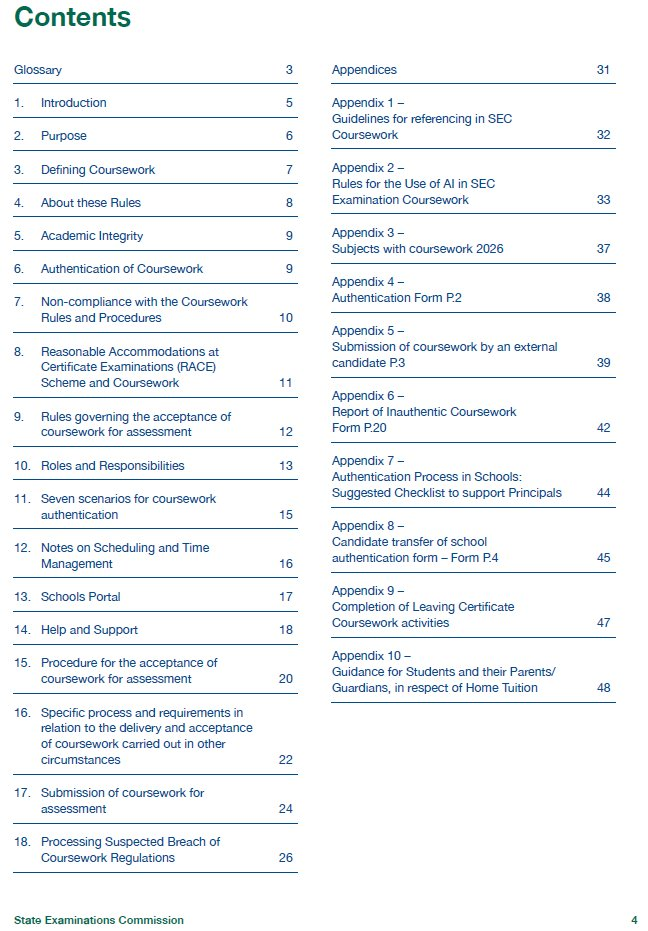 Contents
Glossary 3
1. Introduction 5
2. Purpose 6
3. Defining Coursework 7
4. About these Rules 8
5. Academic Integrity 9
6. Authentication of Coursework 9
7. Non-compliance with the Coursework
Rules and Procedures 10
8. Reasonable Accommodations at
Certificate Examinations (RACE)
Scheme and Coursework 11
9. Rules governing the acceptance of
coursework for assessment 12
10. Roles and Responsibilities 13
11. Seven scenarios for coursework
authentication 15
12. Notes on Scheduling and Time
Management 16
13. Schools Portal 17
14. Help and Support 18
15. Procedure for the acceptance of
coursework for assessment 20
16. Specific process and requirements in
relation to the delivery and acceptance
of coursework carried out in other
circumstances 22
17. Submission of coursework for
assessment 24
18. Processing Suspected Breach of
Coursework Regulations 26
Appendices 31
Appendix 1 –
Guidelines for referencing in SEC
Coursework 32
Appendix 2 –
Rules for the Use of AI in SEC
Examination Coursework 33
Appendix 3 –
Subjects with coursework 2026 37
Appendix 4 –
Authentication Form P.2 38
Appendix 5 –
Submission of coursework by an external
candidate P.3 39
Appendix 6 –
Report of Inauthentic Coursework
Form P.20 42
Appendix 7 –
Authentication Process in Schools:
Suggested Checklist to support Principals 44
Appendix 8 –
Candidate transfer of school
authentication form – Form P.4 45
Appendix 9 –
Completion of Leaving Certificate
Coursework activities 47
Appendix 10 –
Guidance for Students and their Parents/
Guardians, in respect of Home Tuition 48
State Examinations Commission 4